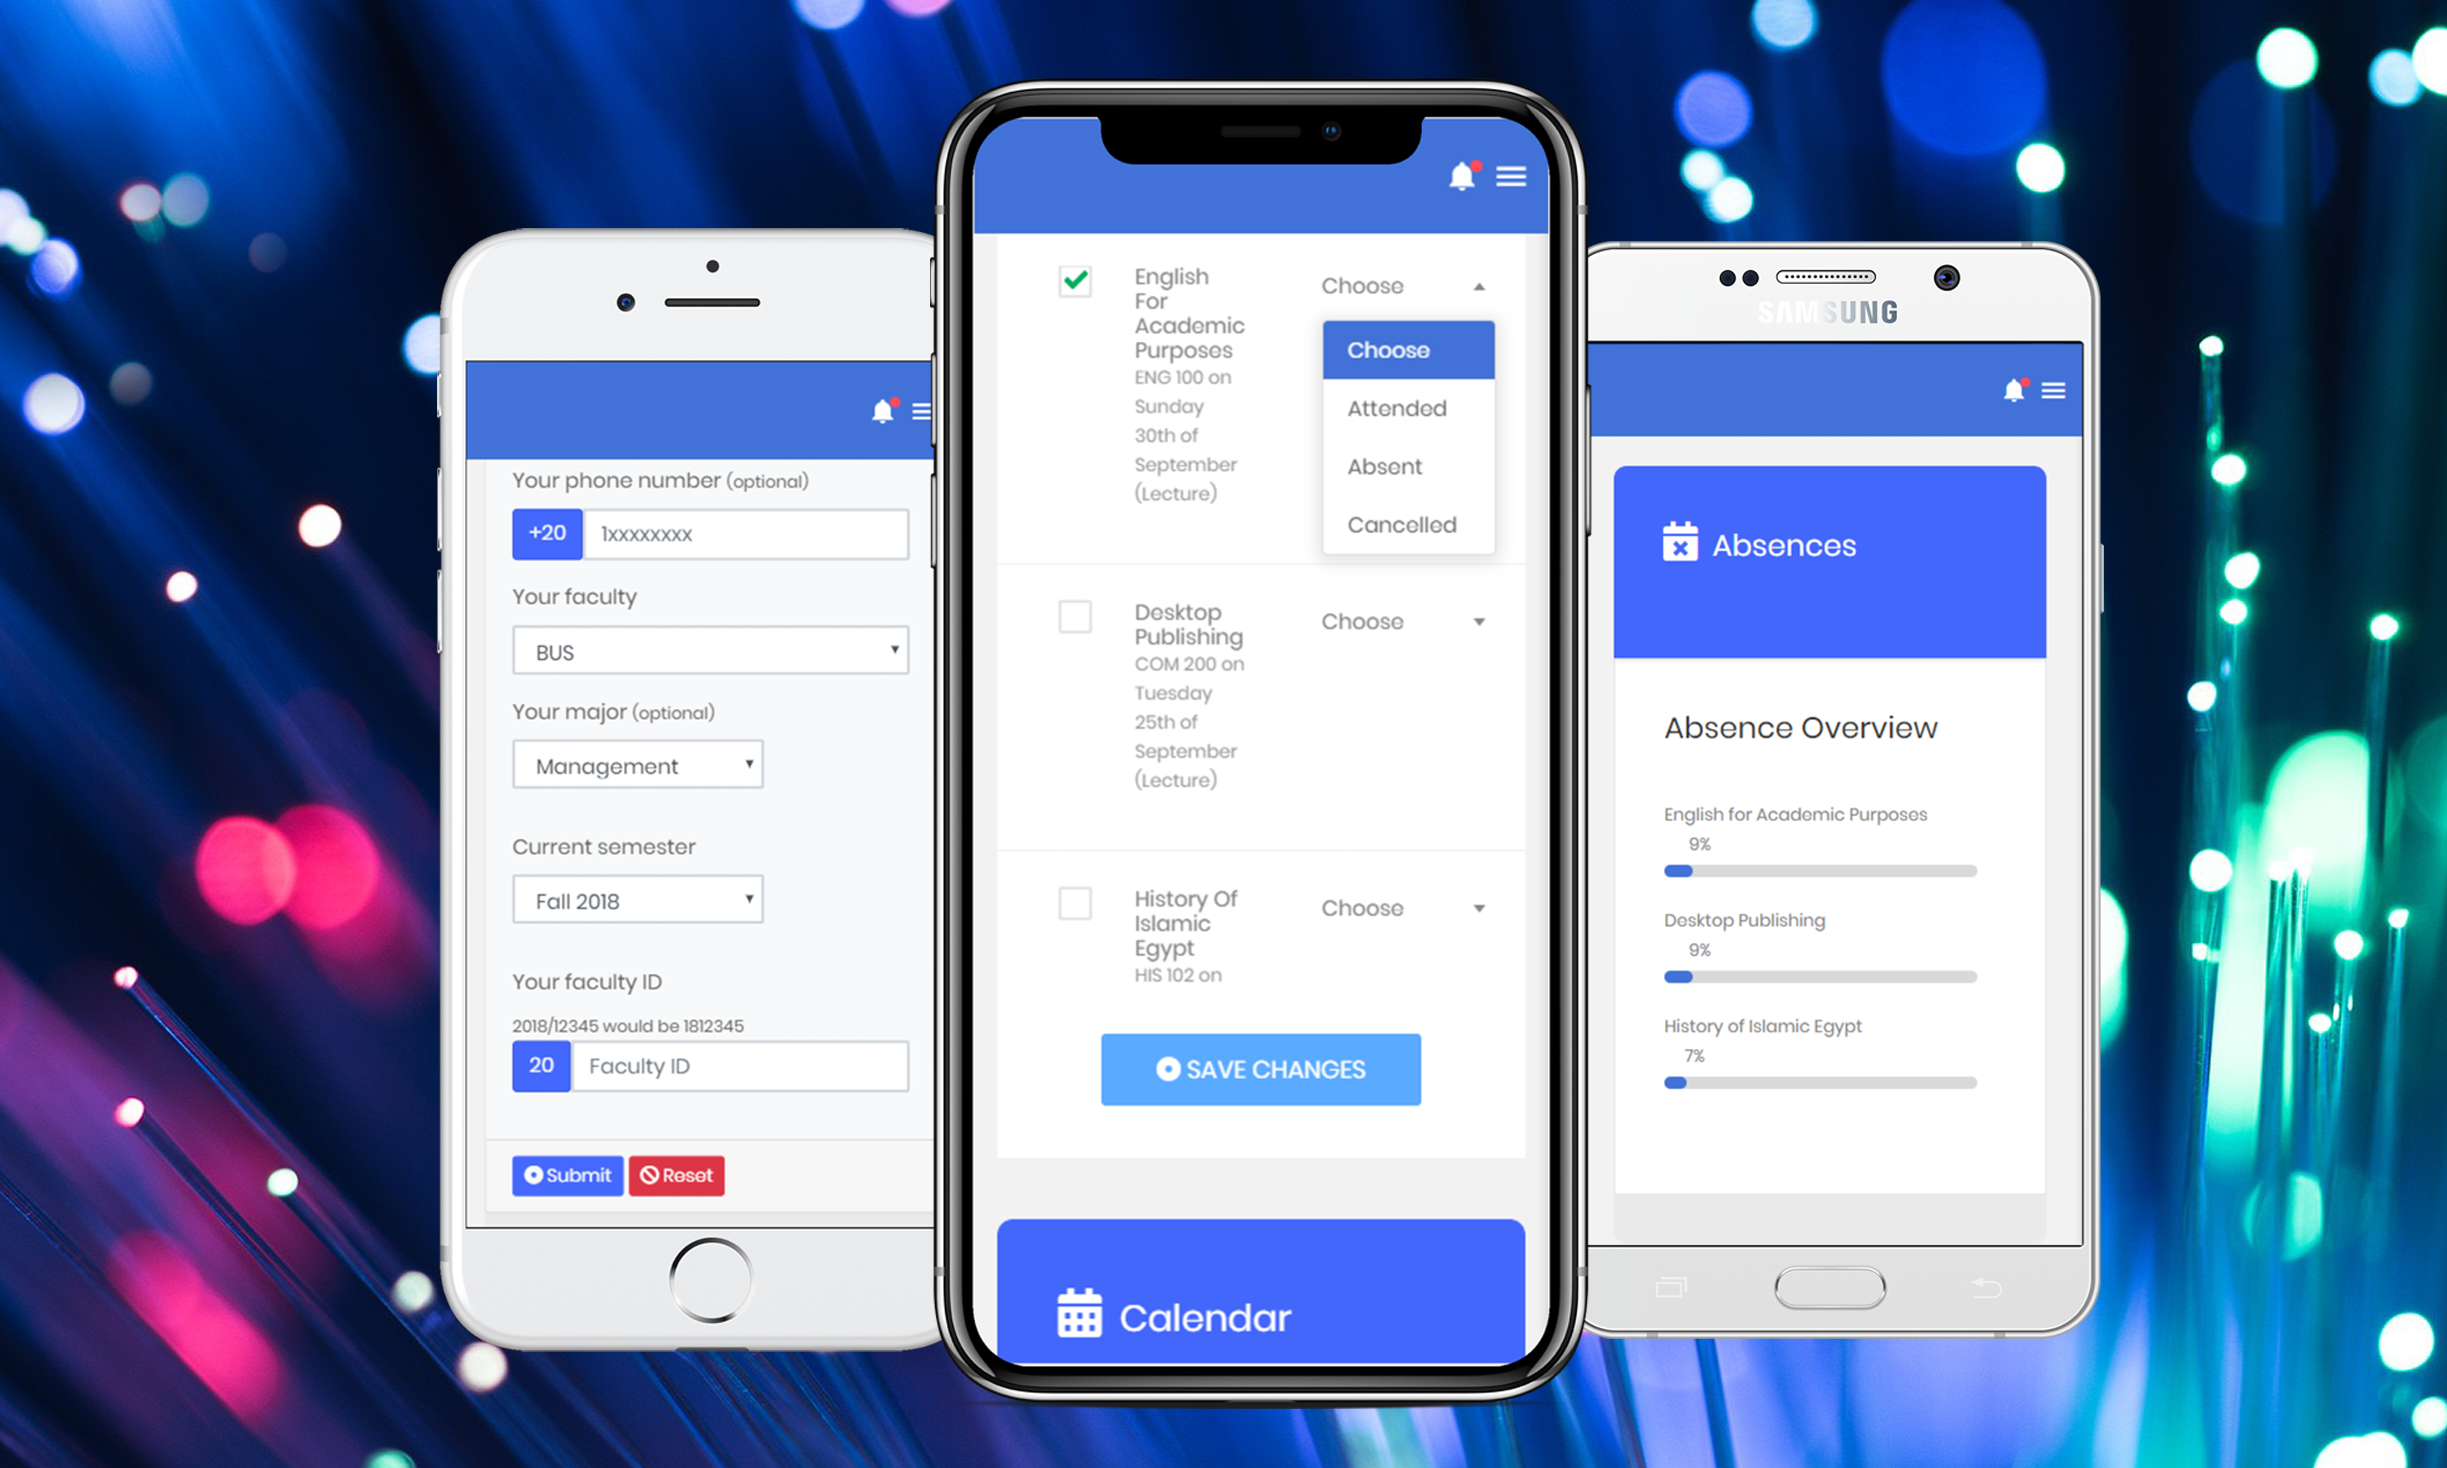 Your phone number (optional)
+20
1xxxxxxxx
Your faculty
BUS
Your major (optional)
Management
Current semester
Fall 2018
Your faculty ID
2018/12345 would be 1812345
20
Faculty ID
Submit
Reset
English
For
Academic
Purposes
ENG 100 on
Sunday
30th of
September
(Lecture)
Choose
Choose
Attended
Absent
Cancelled
Desktop
Publishing
COM 200 on
Tuesday
25th of
September
(Lecture)
Choose
History Of
Islamic
Egypt
HIS 102 on
Choose
SAVE CHANGES
Calendar
SAMSUNG
Absences
Absence Overview
English for Academic Purposes
9%
Desktop Publishing
9%
History of Islamic Egypt
7%